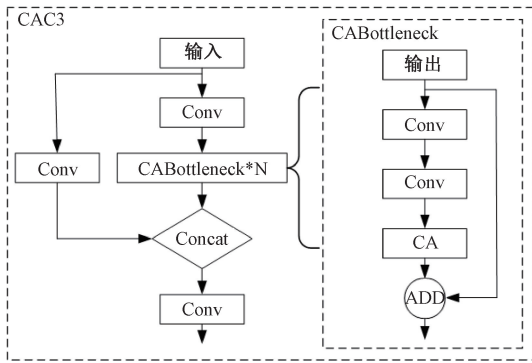 CAC3
输入
Conv
Conv
CABottleneck*N
Concat
Conv
CABottleneck
输出
Conv
Conv
CA
ADD